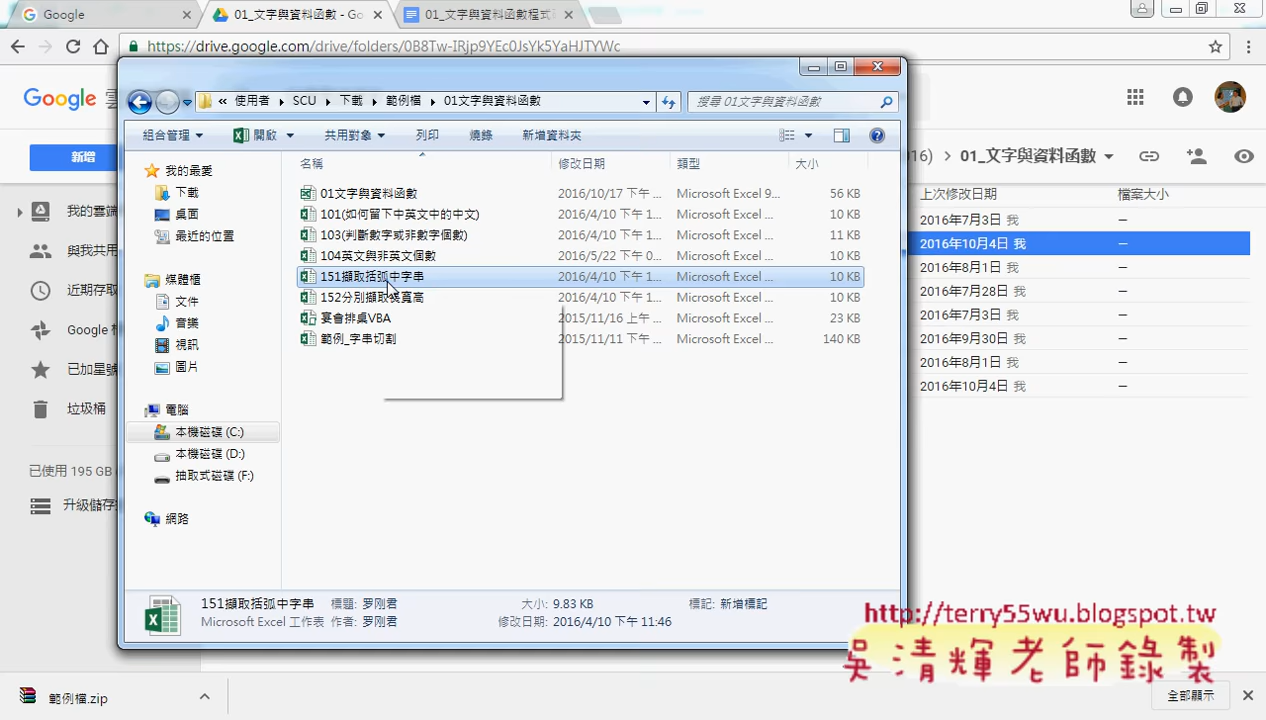 Google
01_文字與資料函數 - Go
01_文字與資料函數程式
https://drive.google.com/drive/folders/0B8Tw-IRjp9YEc0JsYk5YaHJTYWc
Google 雲
« 使用者 SCU 下載 範例檔 01文字與資料函數
搜尋 01文字與資料函數
組合管理 開啟 共用對象 列印 燒錄 新增資料夾
新增
16) > 01_文字與資料函數
名稱 修改日期 類型 大小
上次修改日期 檔案大小
我的最愛
下載
桌面
最近的位置
媒體櫃
文件
音樂
視訊
圖片
電腦
本機磁碟 (C:)
本機磁碟 (D:)
抽取式磁碟 (F:)
網路
01文字與資料函數 2016/10/17 下午 ... Microsoft Excel 9... 56 KB
101(如何留下中英文中的中文) 2016/4/10 下午 1... Microsoft Excel ... 10 KB
103(判斷數字或非數字個數) 2016/4/10 下午 1... Microsoft Excel ... 11 KB
104英文與非英文個數 2016/5/22 下午 0... Microsoft Excel ... 10 KB
151擷取括弧中字串 2016/4/10 下午 1... Microsoft Excel ... 10 KB
152分別擷取 寬高 2016/4/10 下午 1... Microsoft Excel ... 10 KB
宴會排桌VBA 2015/11/16 上午 ... Microsoft Excel ... 23 KB
範例_字串切割 2015/11/11 下午 ... Microsoft Excel ... 140 KB
我的雲端
與我共用
近期存取
Google
已加星號
垃圾桶
已使用 195 GB
升級儲存
2016年7月3日 我 —
2016年10月4日 我 —
2016年8月1日 我 —
2016年7月28日 我 —
2016年9月30日 我 —
2016年8月1日 我 —
2016年10月4日 我 —
151擷取括弧中字串 標題: 罗刚君 大小: 9.83 KB 標記: 新增標記
Microsoft Excel 工作表 作者: 罗刚君 修改日期: 2016/4/10 下午 11:46
http://terry55wu.blogspot.tw
吳清輝老師錄製
範例檔.zip
全部顯示